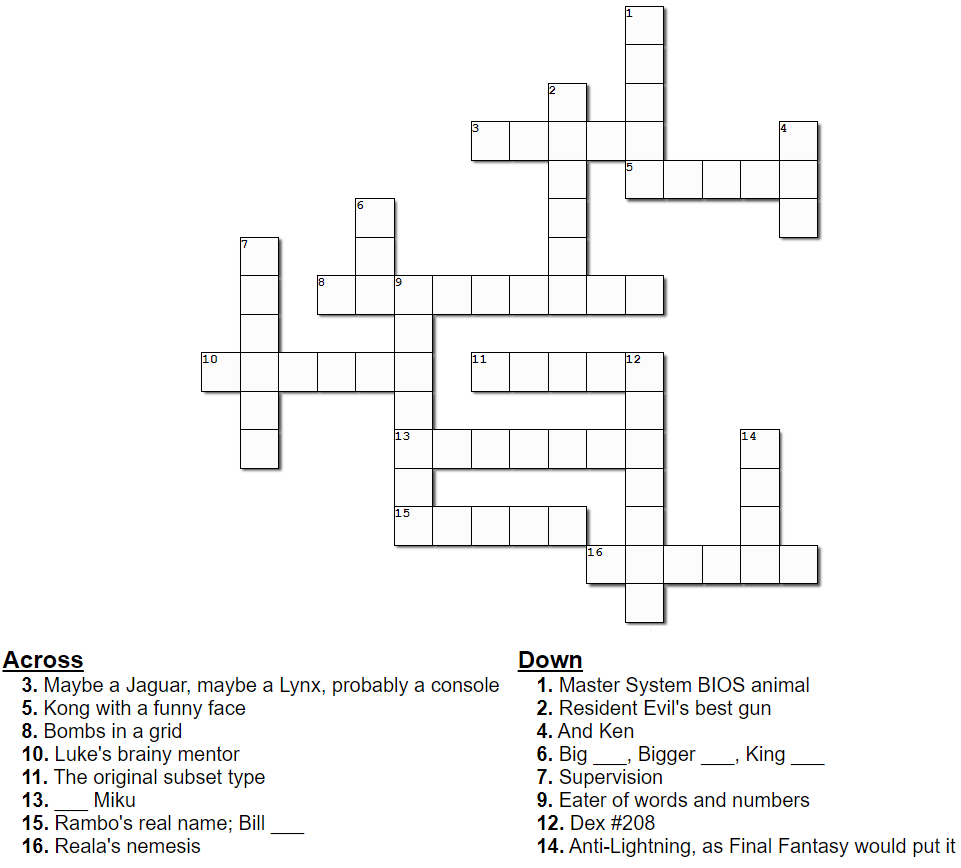 1
2
3
4
5
6
7
8
9
10
11
12
13
14
15
16
Across
3. Maybe a Jaguar, maybe a Lynx, probably a console
5. Kong with a funny face
8. Bombs in a grid
10. Luke's brainy mentor
11. The original subset type
13. ___ Miku
15. Rambo's real name; Bill ___
16. Reala's nemesis
Down
1. Master System BIOS animal
2. Resident Evil's best gun
4. And Ken
6. Big ___, Bigger ___, King ___
7. Supervision
9. Eater of words and numbers
12. Dex #208
14. Anti-Lightning, as Final Fantasy would put it